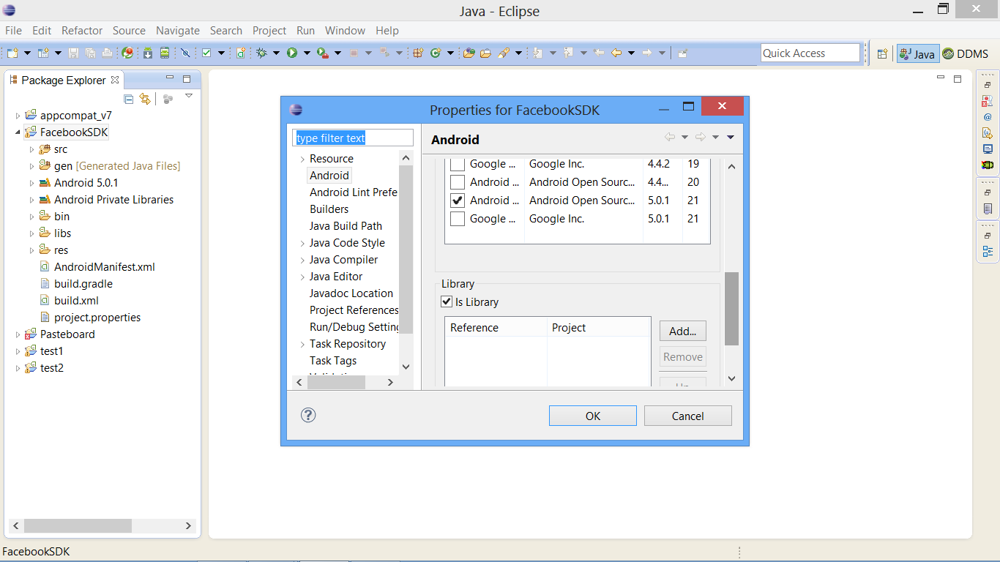 Java - Eclipse
File Edit Refactor Source Navigate Search Project Run Window Help
Quick Access
Java
DDMS
Package Explorer
appcompat_v7
FacebookSDK
src
gen [Generated Java Files]
Android 5.0.1
Android Private Libraries
bin
libs
res
AndroidManifest.xml
build.gradle
build.xml
project.properties
Pasteboard
test1
test2
Properties for FacebookSDK
type filter text
Resource
Android
Android Lint Prefe
Builders
Java Build Path
Java Code Style
Java Compiler
Java Editor
Javadoc Location
Project References
Run/Debug Setting
Task Repository
Task Tags
Android
Google ... Google Inc. 4.4.2 19
Android ... Android Open Sourc... 4.4... 20
Android ... Android Open Sourc... 5.0.1 21
Google ... Google Inc. 5.0.1 21
Library
Is Library
Reference Project
Add...
Remove
Up
OK
Cancel
FacebookSDK